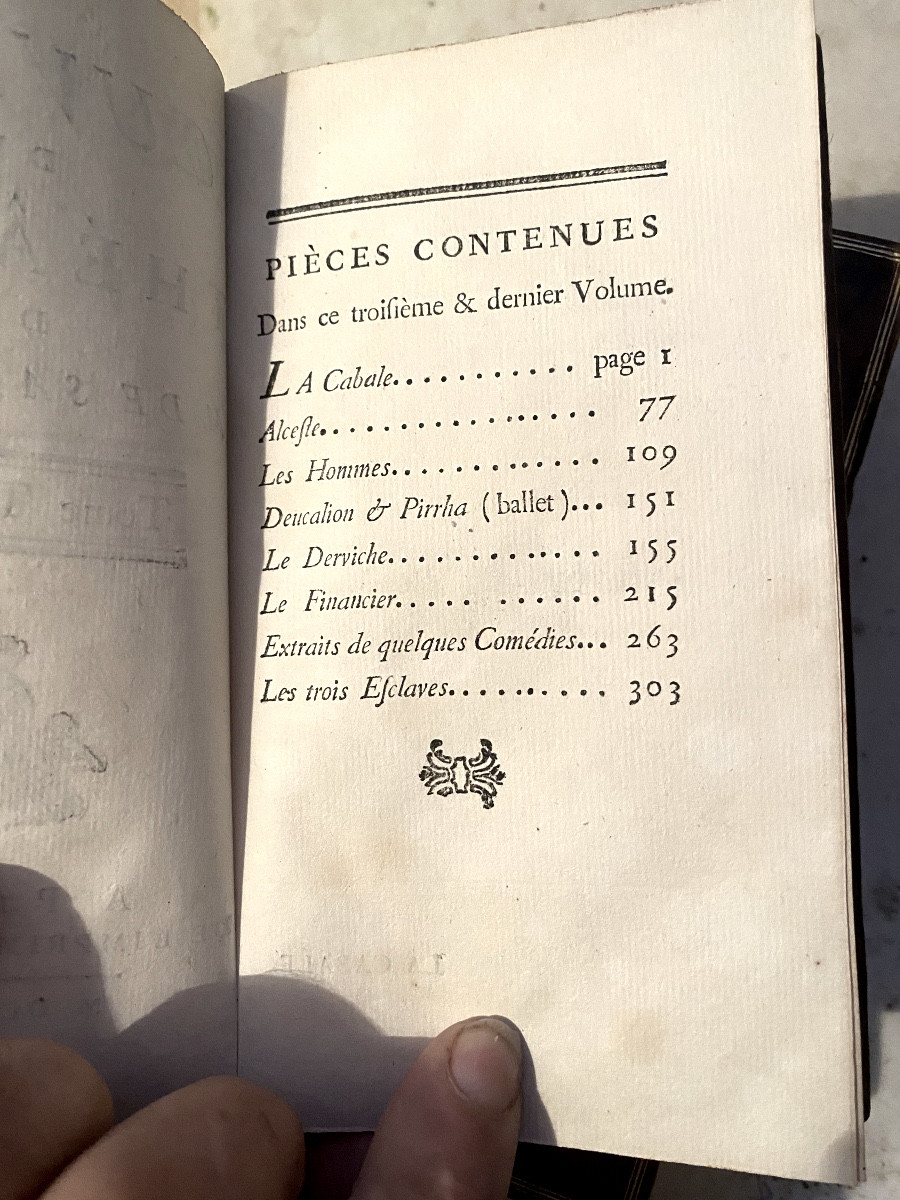 PIÈCES CONTENUES
Dans ce troiſième & dernier Volume.
LA Cabale........... page 1
Alceſte................ 77
Les Hommes............. 109
Deucalion & Pirrha (ballet)... 151
Le Derviche............. 155
Le Financier..... ...... 215
Extraits de quelques Comédies... 263
Les trois Eſclaves.......... 303